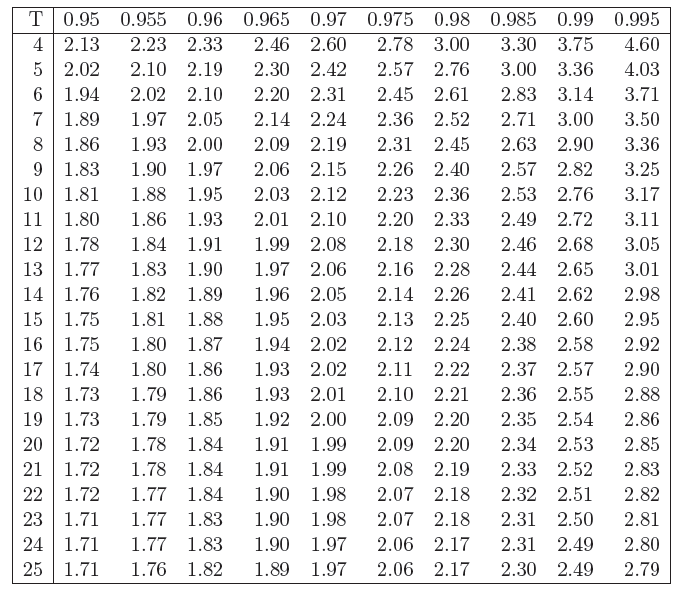 T 0.95 0.955 0.96 0.965 0.97 0.975 0.98 0.985 0.99 0.995
4 2.13 2.23 2.33 2.46 2.60 2.78 3.00 3.30 3.75 4.60
5 2.02 2.10 2.19 2.30 2.42 2.57 2.76 3.00 3.36 4.03
6 1.94 2.02 2.10 2.20 2.31 2.45 2.61 2.83 3.14 3.71
7 1.89 1.97 2.05 2.14 2.24 2.36 2.52 2.71 3.00 3.50
8 1.86 1.93 2.00 2.09 2.19 2.31 2.45 2.63 2.90 3.36
9 1.83 1.90 1.97 2.06 2.15 2.26 2.40 2.57 2.82 3.25
10 1.81 1.88 1.95 2.03 2.12 2.23 2.36 2.53 2.76 3.17
11 1.80 1.86 1.93 2.01 2.10 2.20 2.33 2.49 2.72 3.11
12 1.78 1.84 1.91 1.99 2.08 2.18 2.30 2.46 2.68 3.05
13 1.77 1.83 1.90 1.97 2.06 2.16 2.28 2.44 2.65 3.01
14 1.76 1.82 1.89 1.96 2.05 2.14 2.26 2.41 2.62 2.98
15 1.75 1.81 1.88 1.95 2.03 2.13 2.25 2.40 2.60 2.95
16 1.75 1.80 1.87 1.94 2.02 2.12 2.24 2.38 2.58 2.92
17 1.74 1.80 1.86 1.93 2.02 2.11 2.22 2.37 2.57 2.90
18 1.73 1.79 1.86 1.93 2.01 2.10 2.21 2.36 2.55 2.88
19 1.73 1.79 1.85 1.92 2.00 2.09 2.20 2.35 2.54 2.86
20 1.72 1.78 1.84 1.91 1.99 2.09 2.20 2.34 2.53 2.85
21 1.72 1.78 1.84 1.91 1.99 2.08 2.19 2.33 2.52 2.83
22 1.72 1.77 1.84 1.90 1.98 2.07 2.18 2.32 2.51 2.82
23 1.71 1.77 1.83 1.90 1.98 2.07 2.18 2.31 2.50 2.81
24 1.71 1.77 1.83 1.90 1.97 2.06 2.17 2.31 2.49 2.80
25 1.71 1.76 1.82 1.89 1.97 2.06 2.17 2.30 2.49 2.79